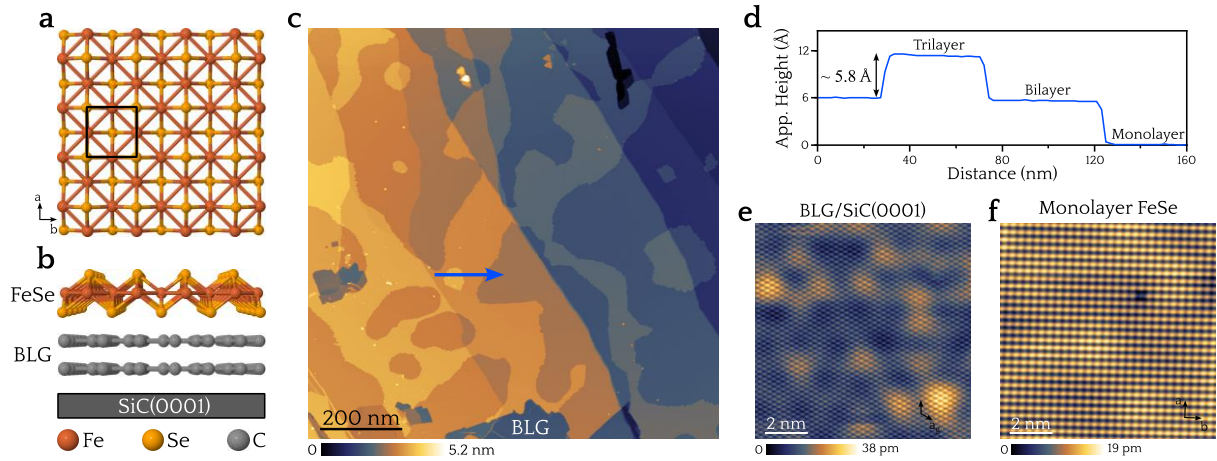 a
a
b
b
FeSe
BLG
SiC(0001)
Fe
Se
C
c
200 nm
BLG
0
5.2 nm
d
App. Height (Å)
12
6
0
~ 5.8 Å
Trilayer
Bilayer
Monolayer
0
40
80
120
160
Distance (nm)
e
BLG/SiC(0001)
2 nm
a
0
38 pm
f
Monolayer FeSe
2 nm
a
b
0
19 pm